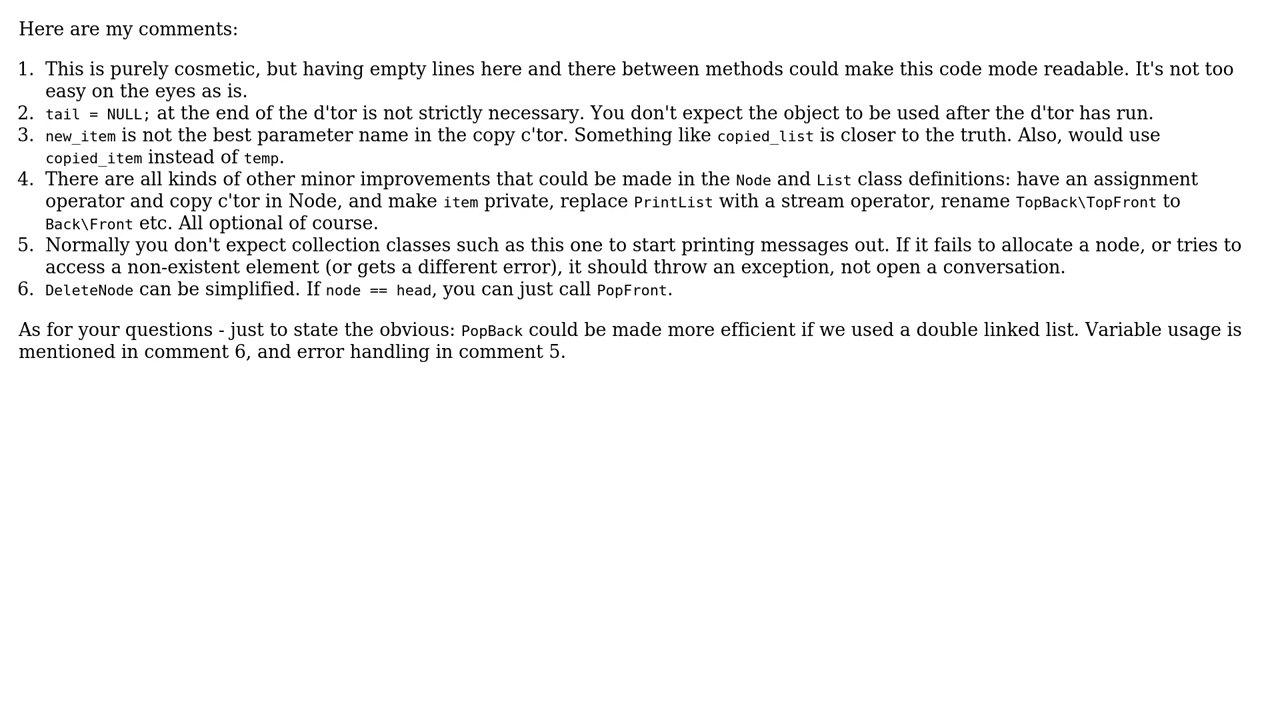 Here are my comments:
1. This is purely cosmetic, but having empty lines here and there between methods could make this code mode readable. It's not too
easy on the eyes as is.
2. tail = NULL; at the end of the d'tor is not strictly necessary. You don't expect the object to be used after the d'tor has run.
3. new_item is not the best parameter name in the copy c'tor. Something like copied_list is closer to the truth. Also, would use
copied_item instead of temp.
4. There are all kinds of other minor improvements that could be made in the Node and List class definitions: have an assignment
operator and copy c'tor in Node, and make item private, replace PrintList with a stream operator, rename TopBack\TopFront to
Back\Front etc. All optional of course.
5. Normally you don't expect collection classes such as this one to start printing messages out. If it fails to allocate a node, or tries to
access a non-existent element (or gets a different error), it should throw an exception, not open a conversation.
6. DeleteNode can be simplified. If node == head, you can just call PopFront.
As for your questions - just to state the obvious: PopBack could be made more efficient if we used a double linked list. Variable usage is
mentioned in comment 6, and error handling in comment 5.